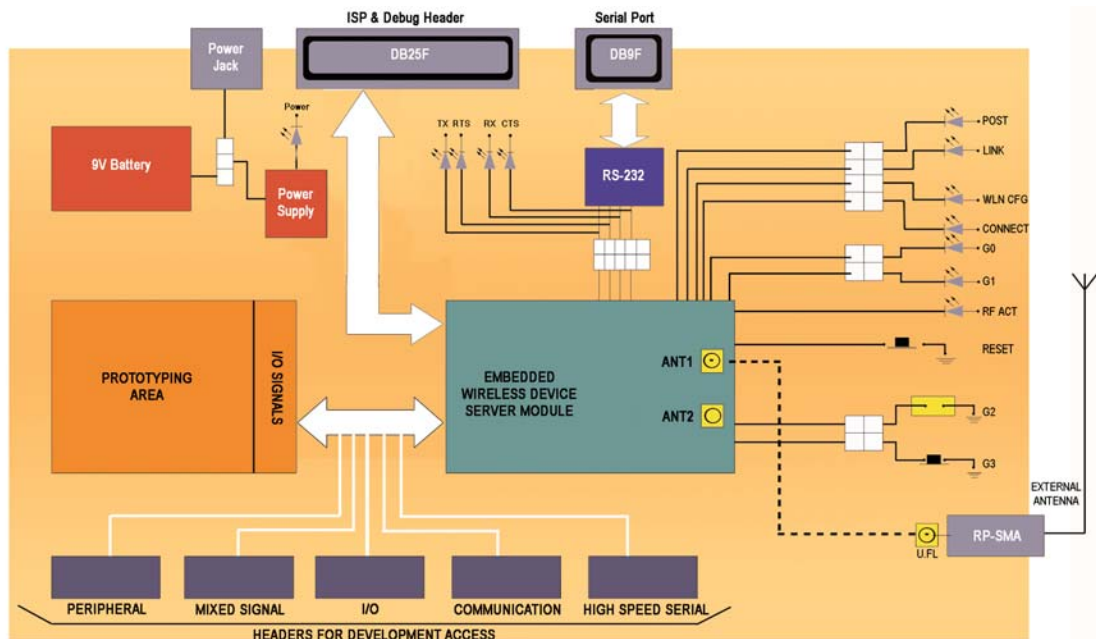 ISP & Debug Header
Serial Port
DB25F
DB9F
Power
Jack
Power
TX RTS RX CTS
POST
LINK
9V Battery
RS-232
Power
Supply
WLN CFG
CONNECT
G0
G1
RF ACT
RESET
PROTOTYPING
AREA
I/O SIGNALS
EMBEDDED
WIRELESS DEVICE
SERVER MODULE
ANT1
ANT2
G2
G3
EXTERNAL
ANTENNA
RP-SMA
U.FL
PERIPHERAL
MIXED SIGNAL
I/O
COMMUNICATION
HIGH SPEED SERIAL
HEADERS FOR DEVELOPMENT ACCESS